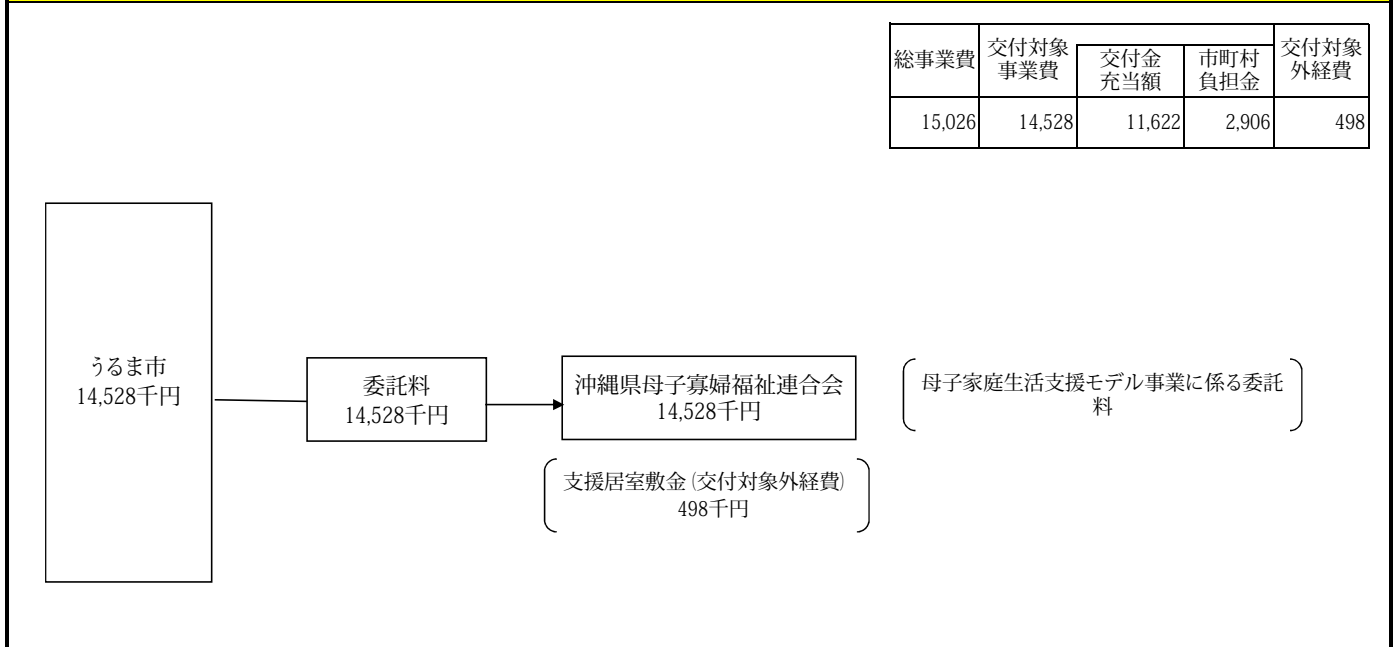 総事業費
交付対象
事業費
交付金
充当額
市町村
負担金
交付対象
外経費
15,026
14,528
11,622
2,906
498
うるま市
14,528千円
委託料
14,528千円
沖縄県母子寡婦福祉連合会
14,528千円
母子家庭生活支援モデル事業に係る委託
料
支援居室敷金(交付対象外経費)
498千円